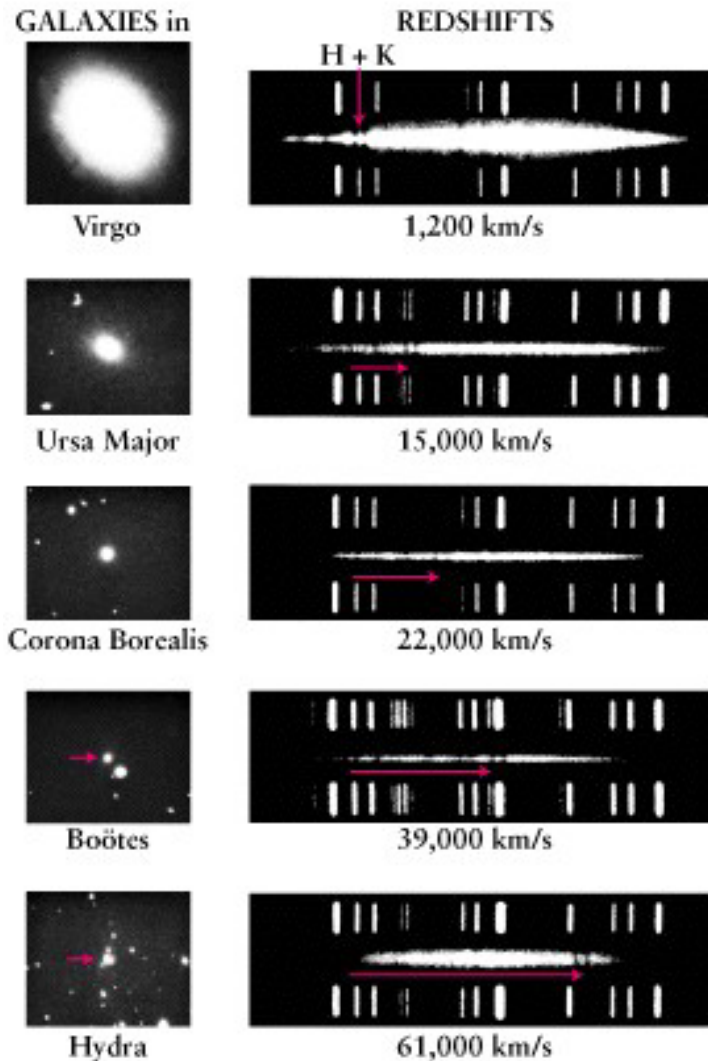 GALAXIES in REDSHIFTS
H + K
Virgo 1,200 km/s
Ursa Major 15,000 km/s
Corona Borealis 22,000 km/s
Boötes 39,000 km/s
Hydra 61,000 km/s